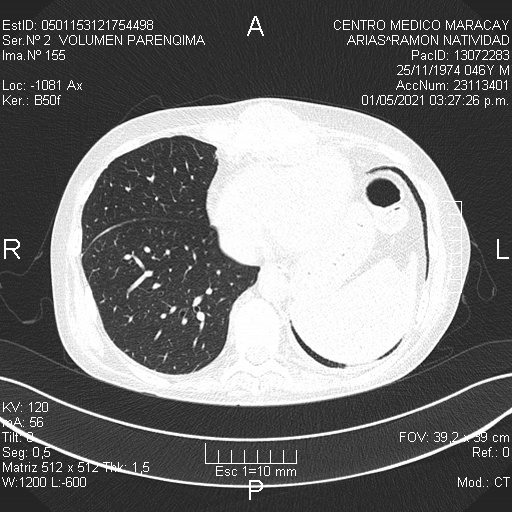 EstID: 0501153121754498
Ser.Nº 2 VOLUMEN PARENQIMA
Ima.Nº 155
Loc: -1081 Ax
Ker.: B50f
A
CENTRO MEDICO MARACAY
ARIAS^RAMON NATIVIDAD
PacID: 13072283
25/11/1974 046Y M
AccNum: 23113401
01/05/2021 03:27:26 p.m.
R
L
KV: 120
mA: 56
Tilt: 0
Seg: 0,5
Matriz 512 x 512 Thk: 1,5
W:1200 L:-600
Esc 1=10 mm
P
FOV: 39,2 x 39 cm
Ref.: 0
Mod.: CT